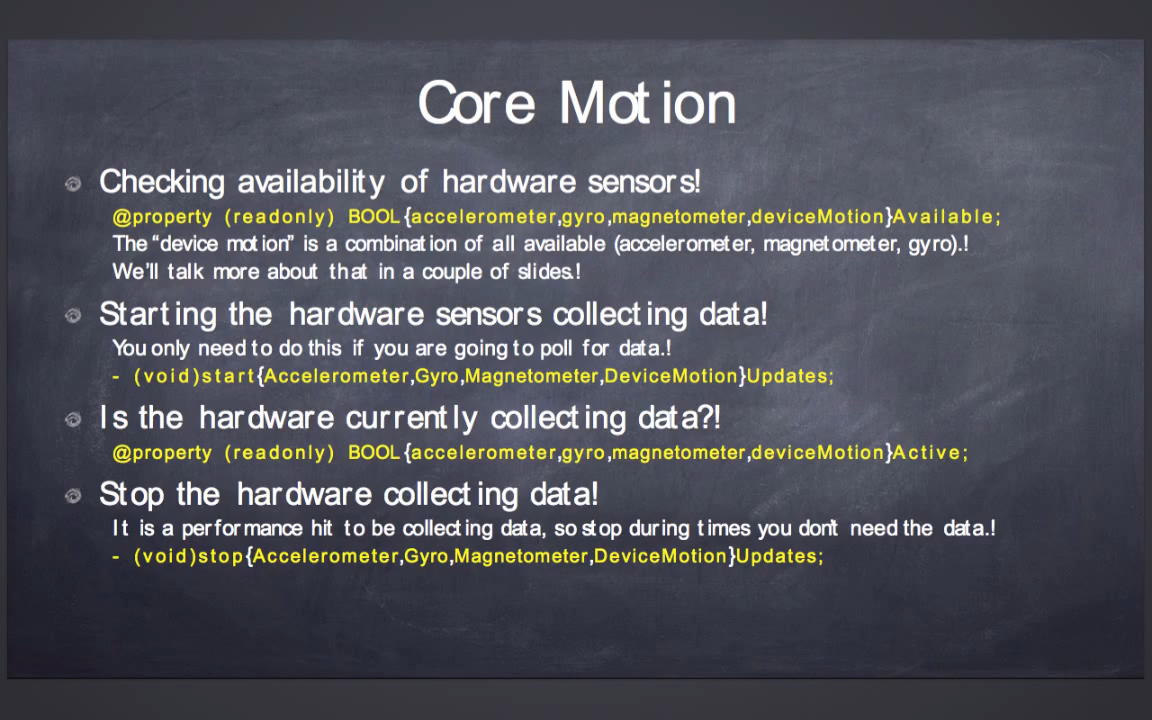 Core Motion
Checking availability of hardware sensors!
@property (readonly) BOOL {accelerometer,gyro,magnetometer,deviceMotion}Available;
The “device motion” is a combination of all available (accelerometer, magnetometer, gyro).!
We’ll talk more about that in a couple of slides.!
Starting the hardware sensors collecting data!
You only need to do this if you are going to poll for data.!
- (void)start{Accelerometer,Gyro,Magnetometer,DeviceMotion}Updates;
Is the hardware currently collecting data?!
@property (readonly) BOOL {accelerometer,gyro,magnetometer,deviceMotion}Active;
Stop the hardware collecting data!
It is a performance hit to be collecting data, so stop during times you don’t need the data.!
- (void)stop{Accelerometer,Gyro,Magnetometer,DeviceMotion}Updates;